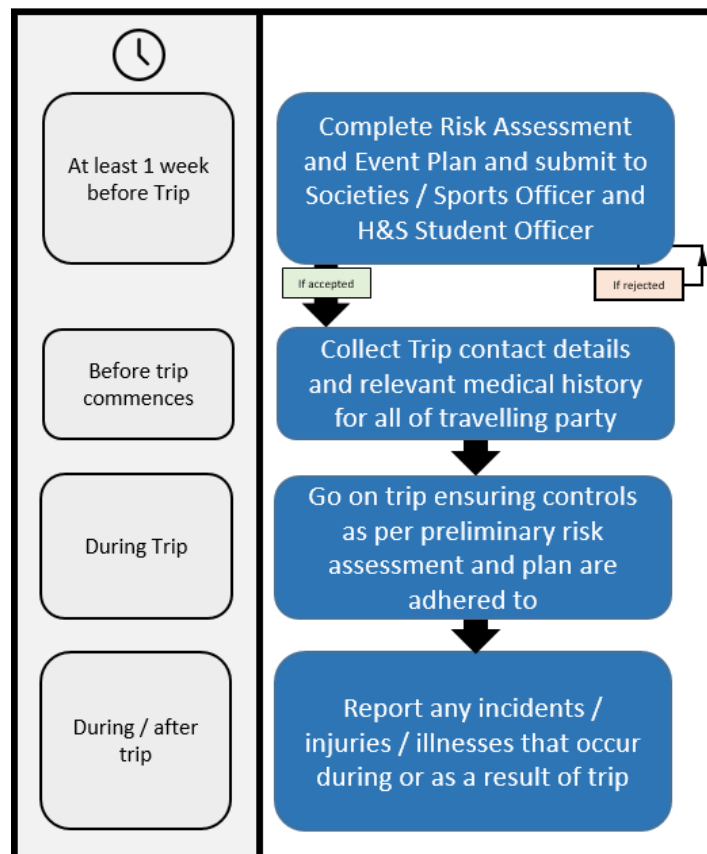 At least 1 week
before Trip
Complete Risk Assessment
and Event Plan and submit to
Societies / Sports Officer and
H&S Student Officer
If accepted
If rejected
Before trip
commences
Collect Trip contact details
and relevant medical history
for all of travelling party
During Trip
Go on trip ensuring controls
as per preliminary risk
assessment and plan are
adhered to
During / after
trip
Report any incidents /
injuries / illnesses that occur
during or as a result of trip